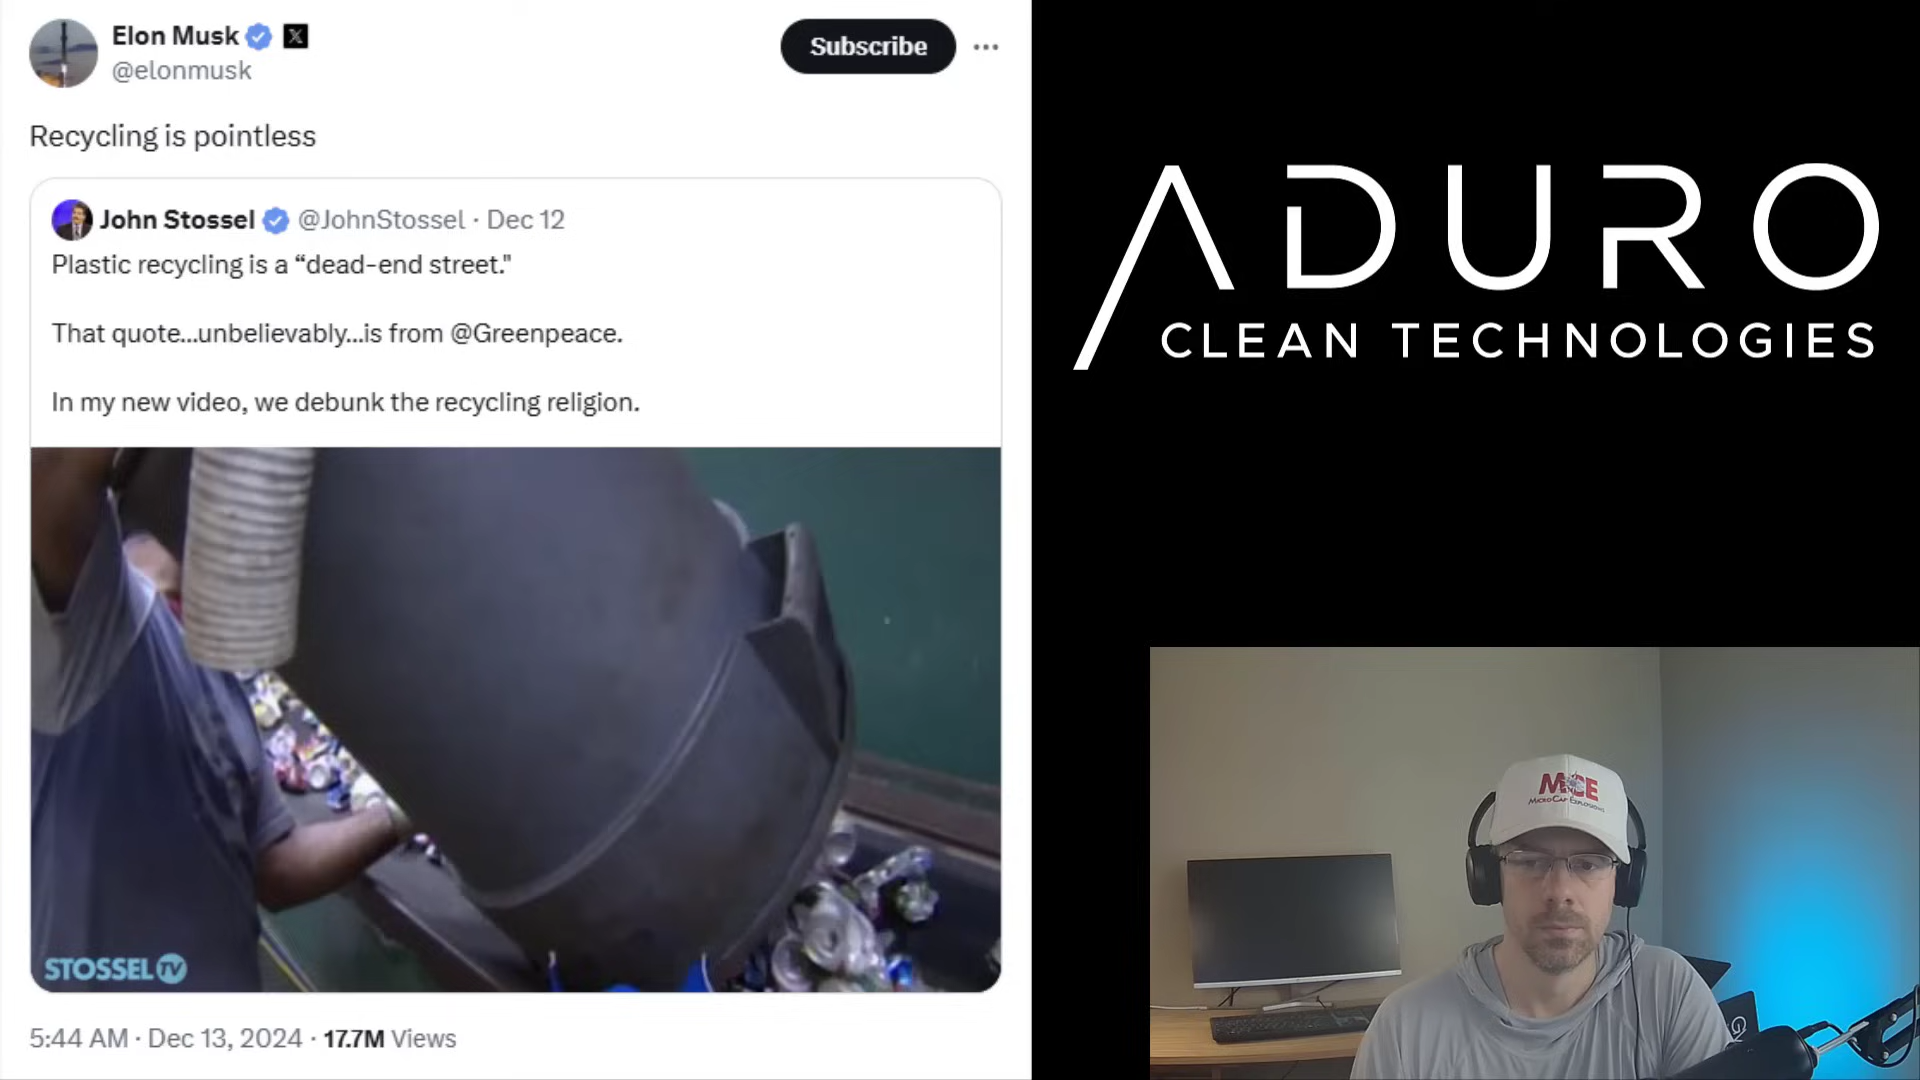 Elon Musk
@elonmusk
Subscribe
Recycling is pointless
John Stossel @JohnStossel · Dec 12
Plastic recycling is a “dead-end street."
That quote...unbelievably...is from @Greenpeace.
In my new video, we debunk the recycling religion.
STOSSEL TV
5:44 AM · Dec 13, 2024 · 17.7M Views
ADURO
CLEAN TECHNOLOGIES
MCE
MICROCAP EXPLOSIONS